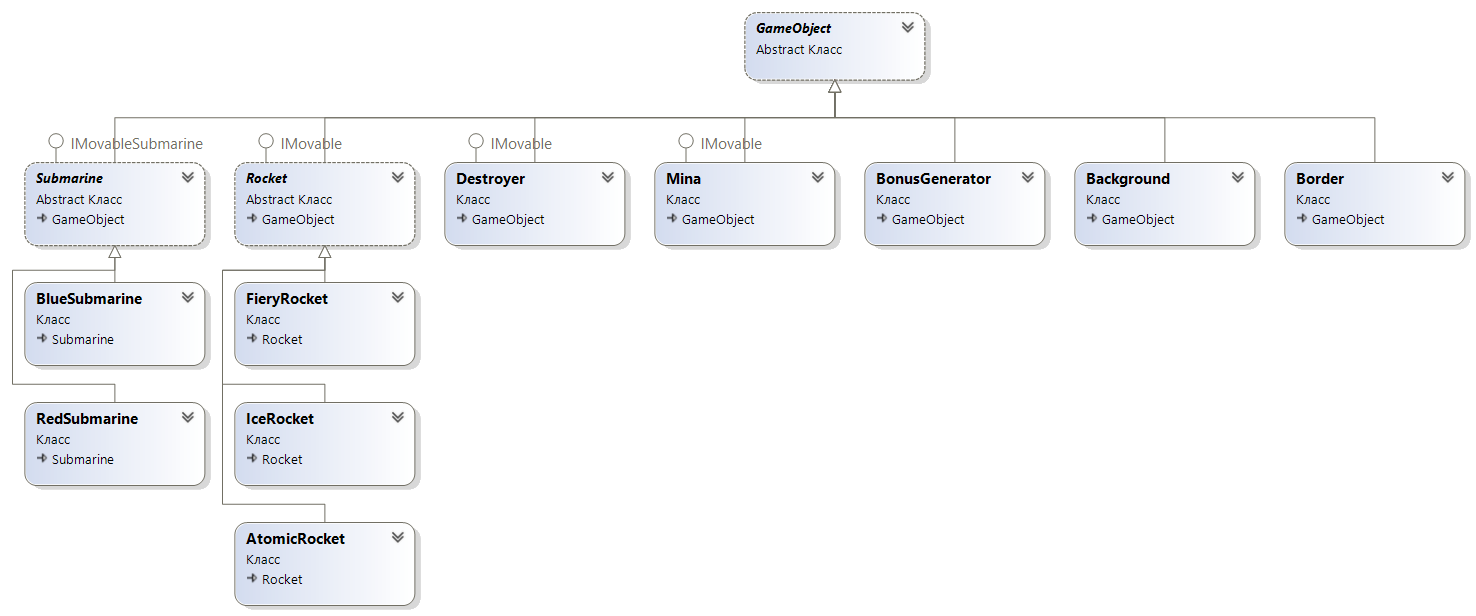 GameObject
Abstract Класс
IMovableSubmarine
IMovable
IMovable
IMovable
Submarine
Abstract Класс
GameObject
Rocket
Abstract Класс
GameObject
Destroyer
Класс
GameObject
Mina
Класс
GameObject
BonusGenerator
Класс
GameObject
Background
Класс
GameObject
Border
Класс
GameObject
BlueSubmarine
Класс
Submarine
FieryRocket
Класс
Rocket
RedSubmarine
Класс
Submarine
IceRocket
Класс
Rocket
AtomicRocket
Класс
Rocket